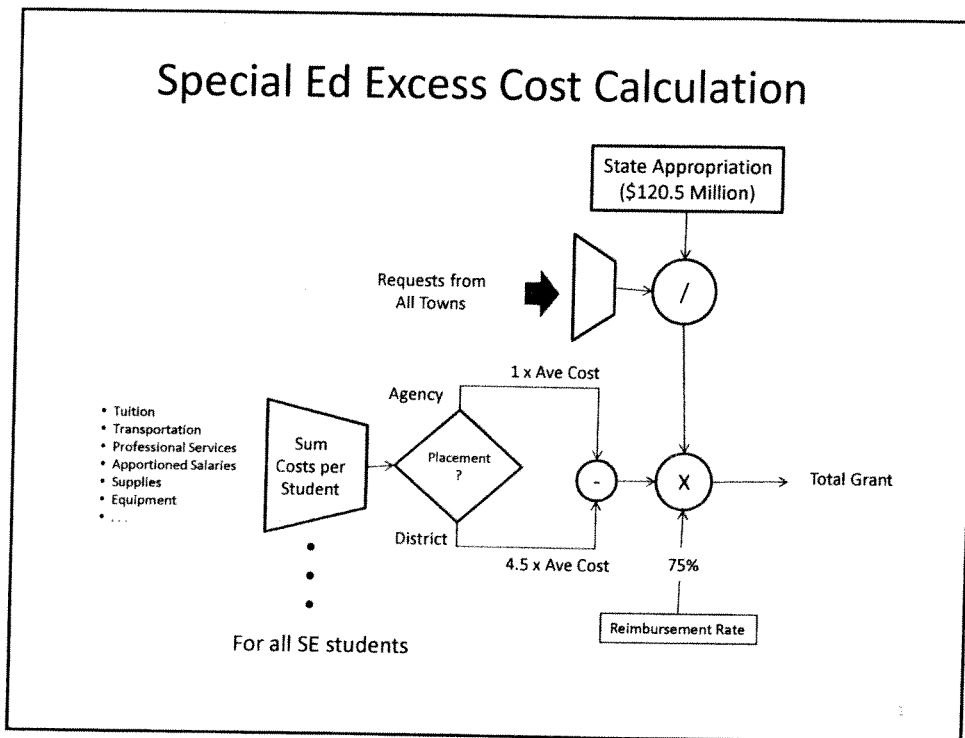 Special Ed Excess Cost Calculation
State Appropriation
($120.5 Million)
Requests from
All Towns
/
1 x Ave Cost
Agency
• Tuition
• Transportation
• Professional Services
• Apportioned Salaries
• Supplies
• Equipment
• ...
Sum
Costs per
Student
Placement
?
-
X
Total Grant
District
4.5 x Ave Cost
75%
Reimbursement Rate
For all SE students